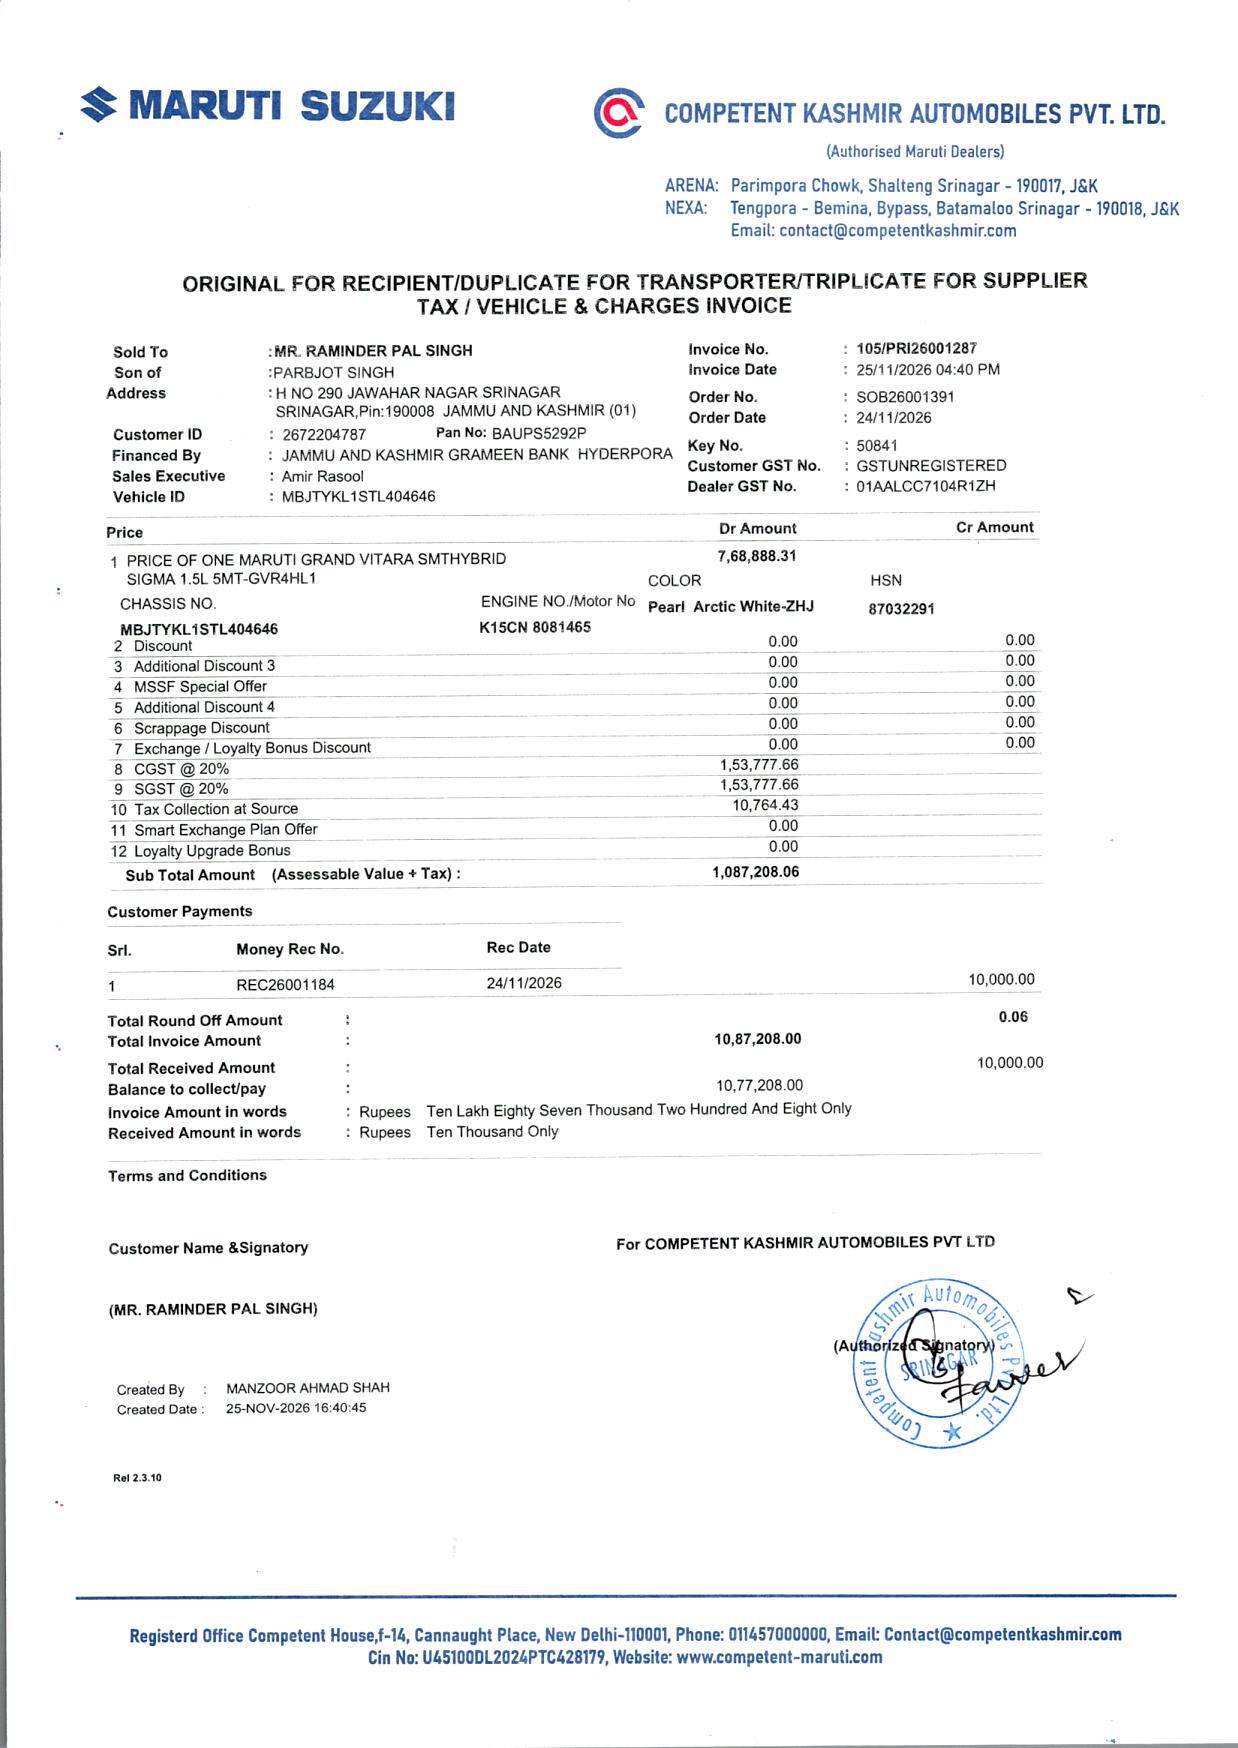 MARUTI SUZUKI
COMPETENT KASHMIR AUTOMOBILES PVT. LTD.
(Authorised Maruti Dealers)
ARENA: Parimpora Chowk, Shalteng Srinagar - 190017, J&K
NEXA: Tengpora - Bemina, Bypass, Batamaloo Srinagar - 190018, J&K
Email: contact@competentkashmir.com
ORIGINAL FOR RECIPIENT/DUPLICATE FOR TRANSPORTER/TRIPLICATE FOR SUPPLIER
TAX / VEHICLE & CHARGES INVOICE
Sold To :MR. RAMINDER PAL SINGH Invoice No. : 105/PRI26001287
Son of :PARBJOT SINGH Invoice Date : 25/11/2026 04:40 PM
Address : H NO 290 JAWAHAR NAGAR SRINAGAR Order No. : SOB26001391
SRINAGAR,Pin:190008 JAMMU AND KASHMIR (01) Order Date : 24/11/2026
Customer ID : 2672204787 Pan No: BAUPS5292P Key No. : 50841
Financed By : JAMMU AND KASHMIR GRAMEEN BANK HYDERPORA Customer GST No. : GSTUNREGISTERED
Sales Executive : Amir Rasool Dealer GST No. : 01AALCC7104R1ZH
Vehicle ID : MBJTYKL1STL404646
Price Dr Amount Cr Amount
1 PRICE OF ONE MARUTI GRAND VITARA SMTHYBRID 7,68,888.31
SIGMA 1.5L 5MT-GVR4HL1 COLOR HSN
CHASSIS NO. ENGINE NO./Motor No Pearl Arctic White-ZHJ 87032291
MBJTYKL1STL404646 K15CN 8081465
2 Discount 0.00 0.00
3 Additional Discount 3 0.00 0.00
4 MSSF Special Offer 0.00 0.00
5 Additional Discount 4 0.00 0.00
6 Scrappage Discount 0.00 0.00
7 Exchange / Loyalty Bonus Discount 0.00 0.00
8 CGST @ 20% 1,53,777.66
9 SGST @ 20% 1,53,777.66
10 Tax Collection at Source 10,764.43
11 Smart Exchange Plan Offer 0.00
12 Loyalty Upgrade Bonus 0.00
Sub Total Amount (Assessable Value + Tax) : 1,087,208.06
Customer Payments
Srl. Money Rec No. Rec Date
1 REC26001184 24/11/2026 10,000.00
Total Round Off Amount : 0.06
Total Invoice Amount : 10,87,208.00
Total Received Amount : 10,000.00
Balance to collect/pay : 10,77,208.00
Invoice Amount in words : Rupees Ten Lakh Eighty Seven Thousand Two Hundred And Eight Only
Received Amount in words : Rupees Ten Thousand Only
Terms and Conditions
Customer Name &Signatory For COMPETENT KASHMIR AUTOMOBILES PVT LTD
(MR. RAMINDER PAL SINGH)
(Authorized Signatory)
Competent Kashmir Automobiles Pvt. Ltd.
SRINAGAR
Created By : MANZOOR AHMAD SHAH
Created Date : 25-NOV-2026 16:40:45
Rel 2.3.10
Registerd Office Competent House,f-14, Cannaught Place, New Delhi-110001, Phone: 011457000000, Email: Contact@competentkashmir.com
Cin No: U45100DL2024PTC428179, Website: www.competent-maruti.com